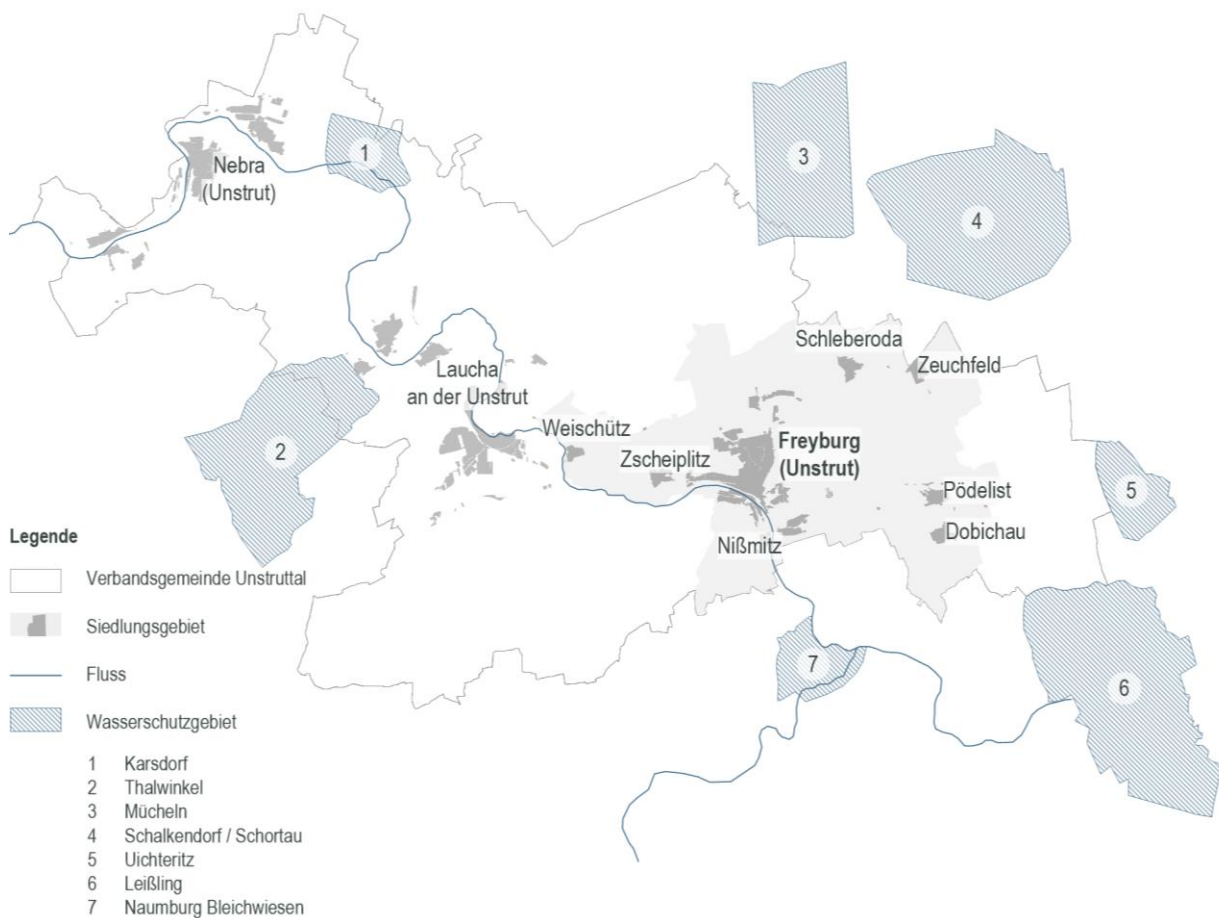 1
3
4
Nebra
(Unstrut)
Schleberoda
Zeuchfeld
Laucha
an der Unstrut
Weischütz
Freyburg
(Unstrut)
Zscheiplitz
2
5
Pödelist
Dobichau
Nißmitz
7
6
Legende
Verbandsgemeinde Unstruttal
Siedlungsgebiet
Fluss
Wasserschutzgebiet
1 Karsdorf
2 Thalwinkel
3 Mücheln
4 Schalkendorf / Schortau
5 Uichteritz
6 Leißling
7 Naumburg Bleichwiesen